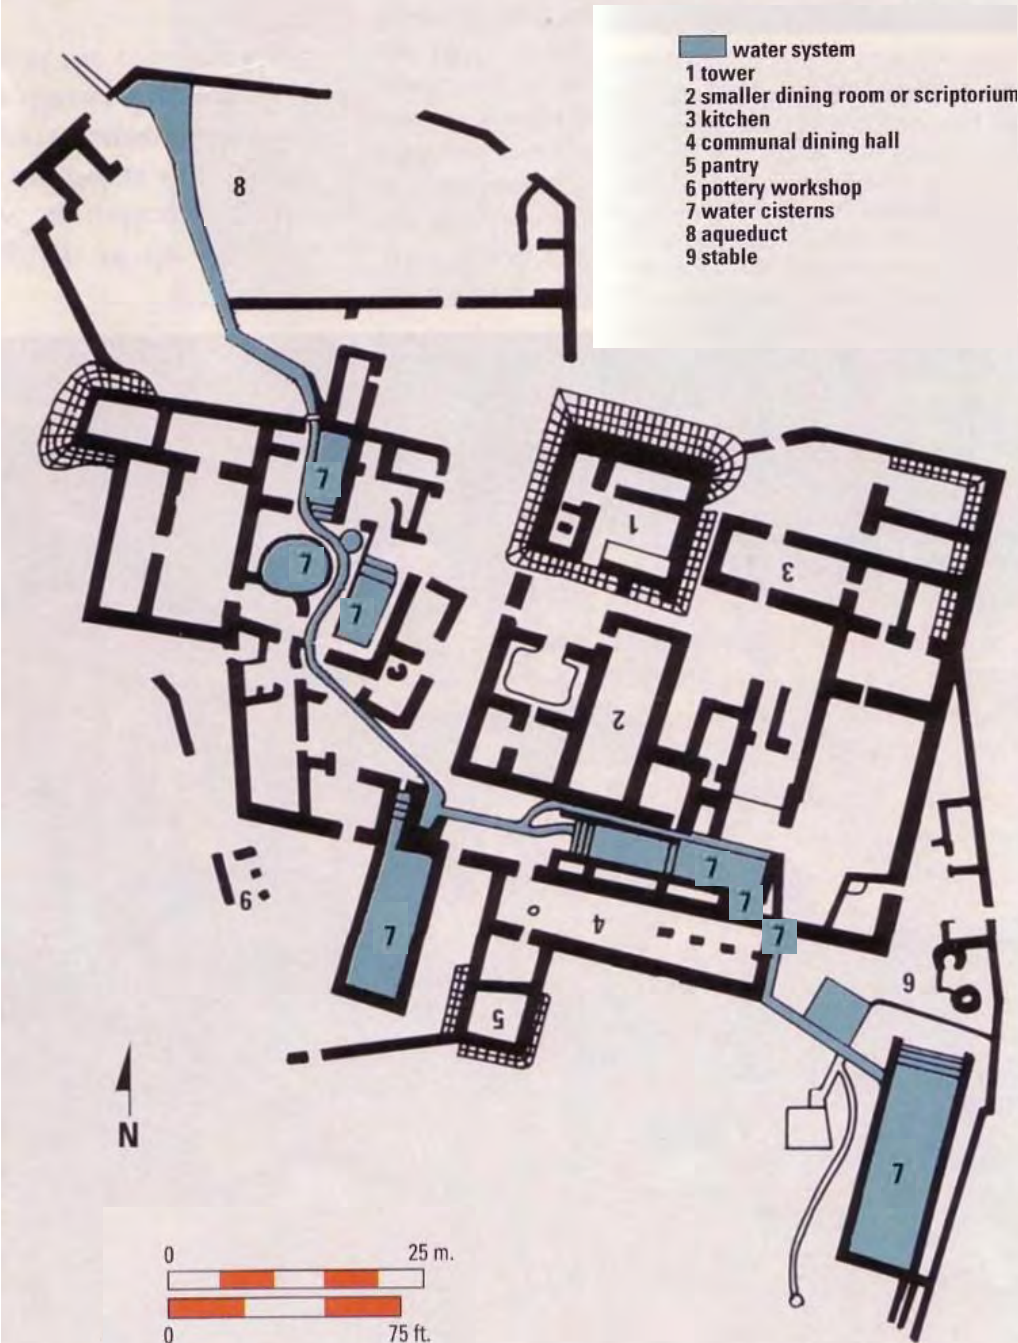 water system
1 tower
2 smaller dining room or scriptorium
3 kitchen
4 communal dining hall
5 pantry
6 pottery workshop
7 water cisterns
8 aqueduct
9 stable
8
7
1
7
3
7
2
7
7
9
4
7
7
6
5
N
7
0 25 m.
0 75 ft.